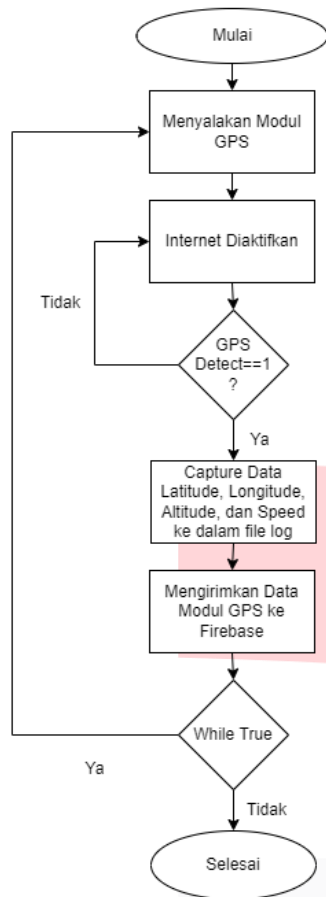 Mulai
Menyalakan Modul
GPS
Internet Diaktifkan
Tidak
GPS
Detect==1
?
Ya
Capture Data
Latitude, Longitude,
Altitude, dan Speed
ke dalam file log
Mengirimkan Data
Modul GPS ke
Firebase
While True
Ya
Tidak
Selesai